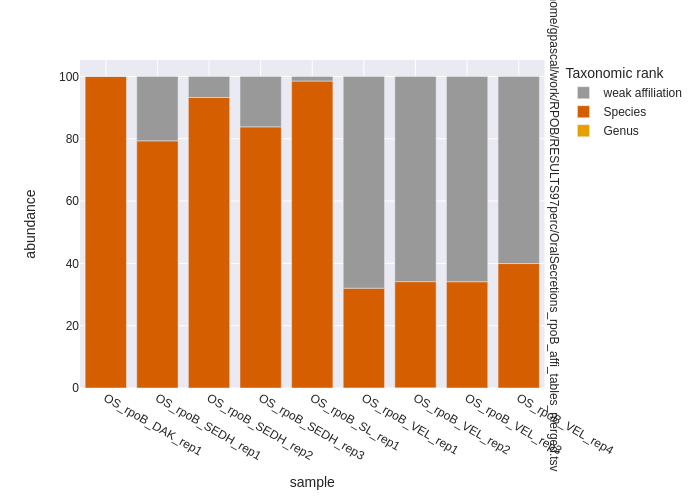 Taxonomic rank
weak affiliation
Species
Genus
abundance
100
80
60
40
20
0
OS_rpoB_DAK_rep1
OS_rpoB_SEDH_rep1
OS_rpoB_SEDH_rep2
OS_rpoB_SEDH_rep3
OS_rpoB_SL_rep1
OS_rpoB_VEL_rep1
OS_rpoB_VEL_rep2
OS_rpoB_VEL_rep3
OS_rpoB_VEL_rep4
sample
ome/gpascal/work/RPOB/RESULTS97perc/OralSecretions_rpoB_affi_tables_merged.tsv